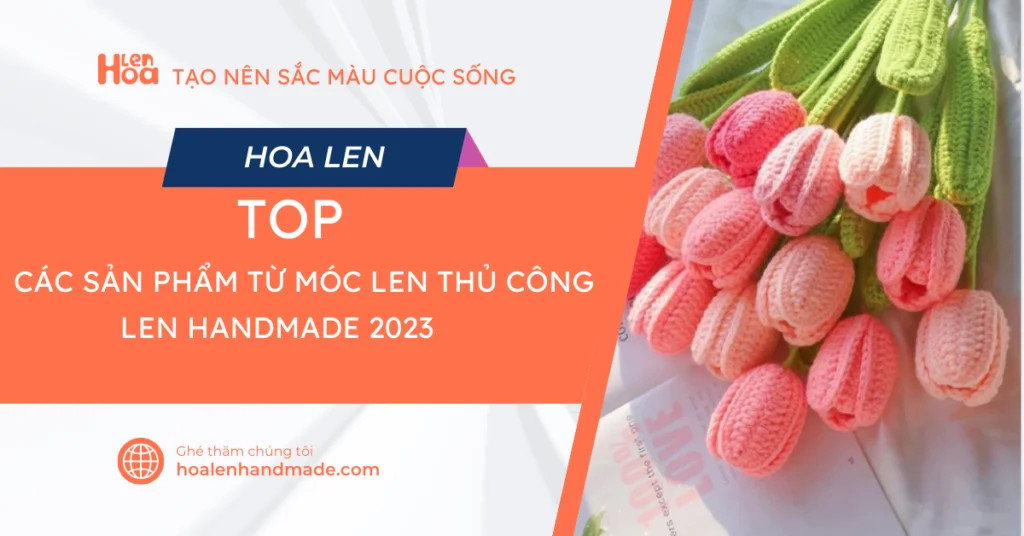 Len
Hoa
TẠO NÊN SẮC MÀU CUỘC SỐNG
HOA LEN
TOP
CÁC SẢN PHẨM TỪ MÓC LEN THỦ CÔNG
LEN HANDMADE 2023
Ghé thăm chúng tôi
hoalenhandmade.com
LOVE